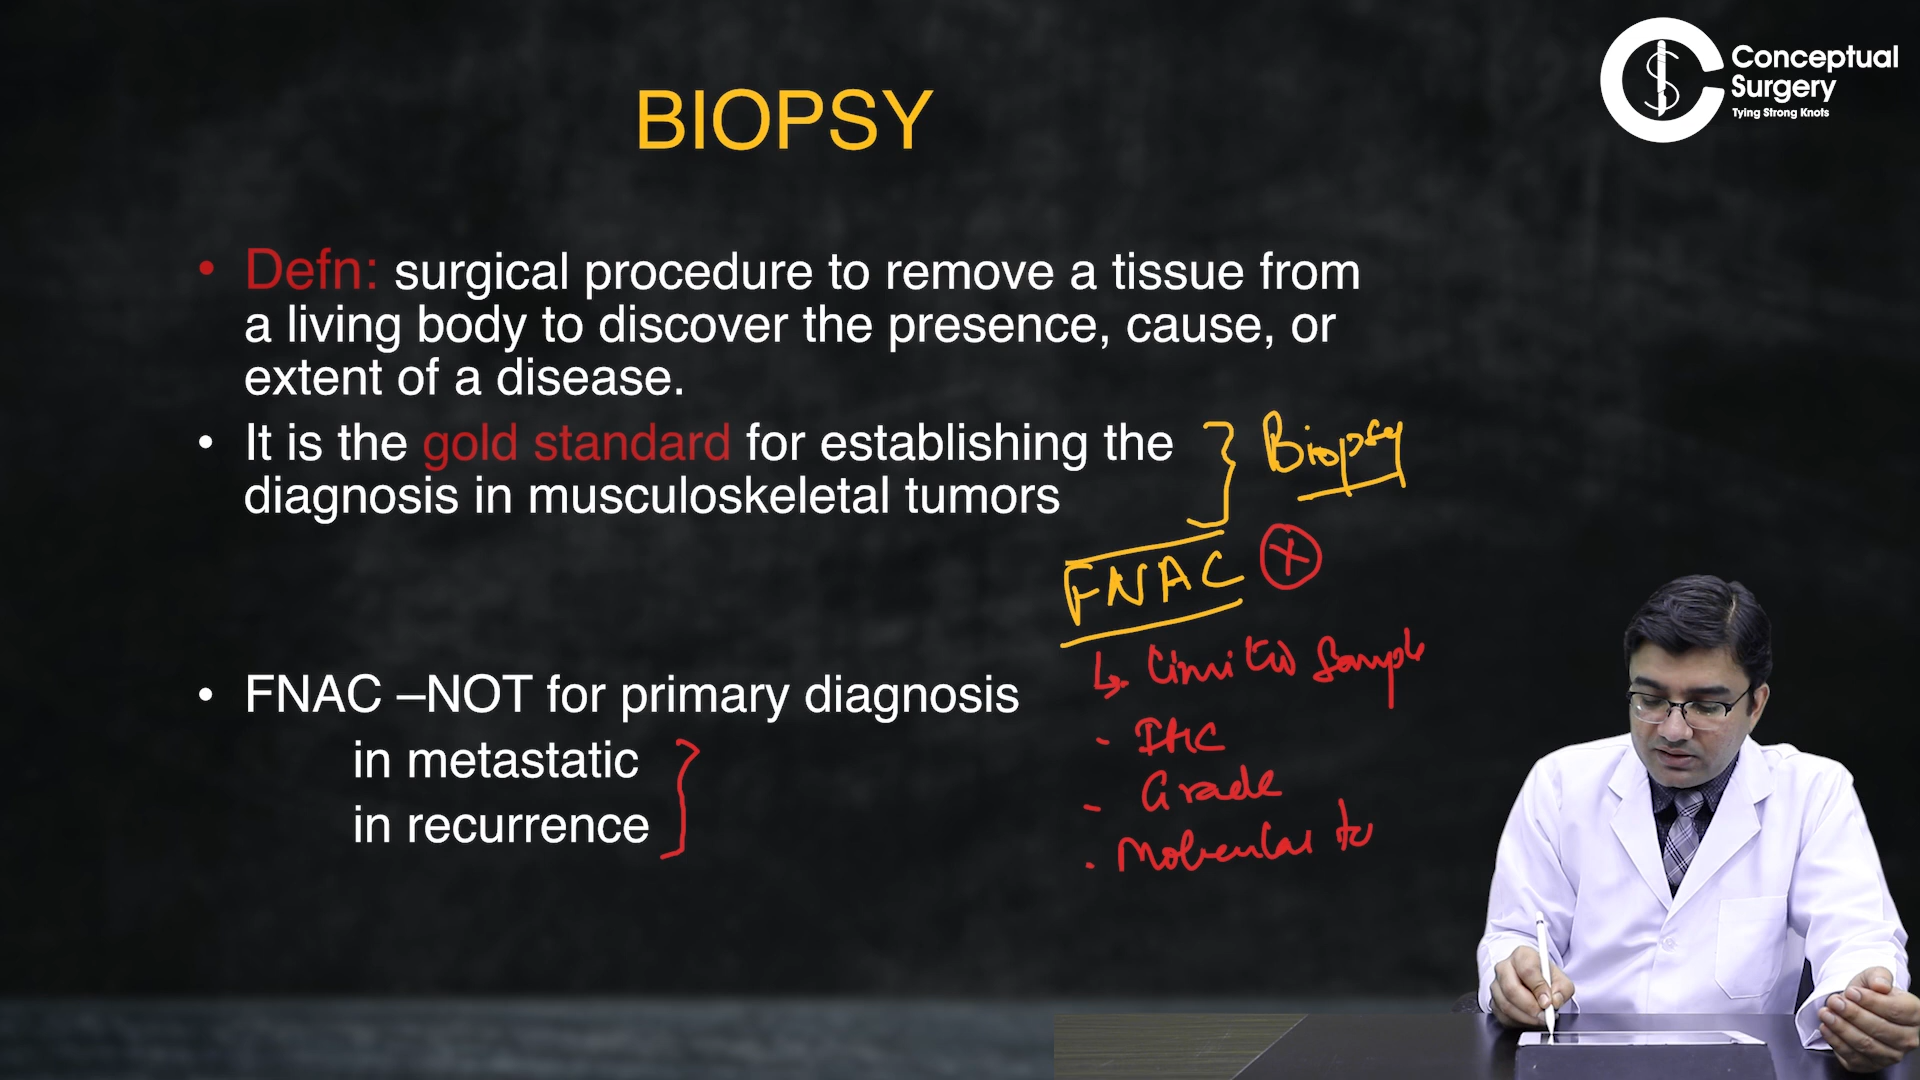 Conceptual
Surgery
Tying Strong Knots
BIOPSY
• Defn: surgical procedure to remove a tissue from
a living body to discover the presence, cause, or
extent of a disease.
• It is the gold standard for establishing the
diagnosis in musculoskeletal tumors
Biopsy
FNAC
Limited Sample
• FNAC –NOT for primary diagnosis
- IHC
in metastatic
- Grade
in recurrence
. Molecular